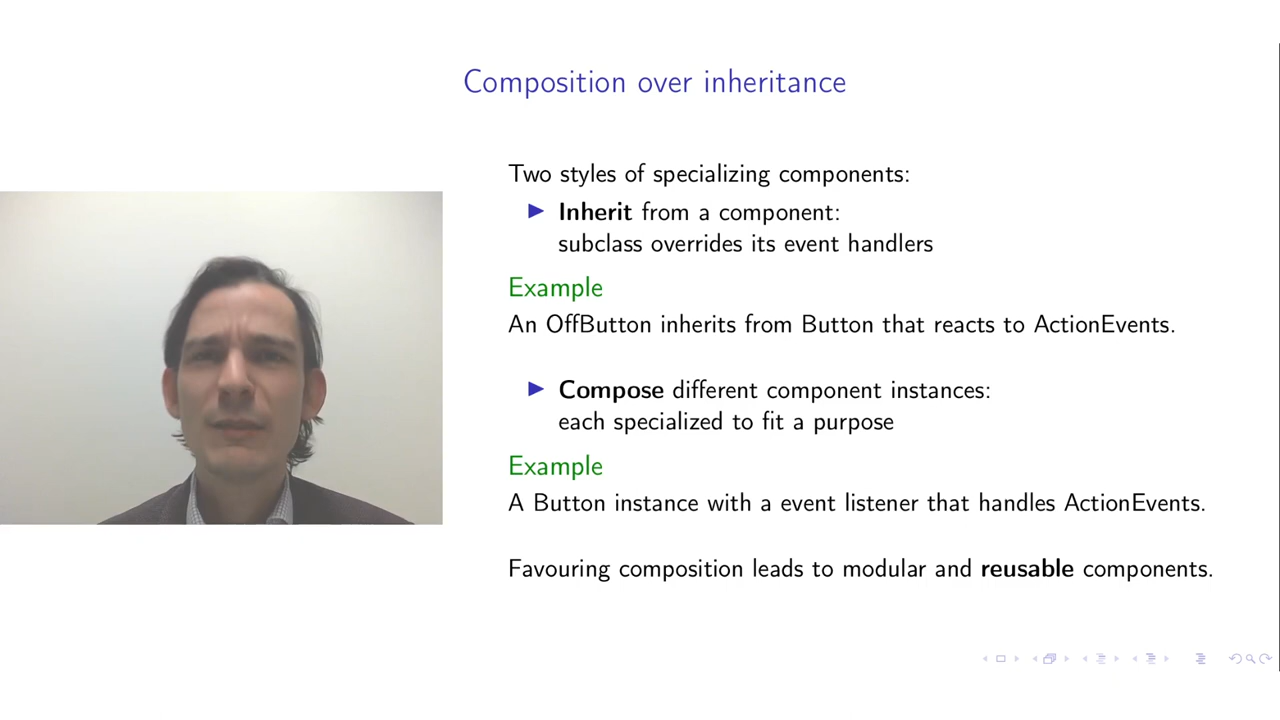 Composition over inheritance
Two styles of specializing components:
Inherit from a component:
subclass overrides its event handlers
Example
An OffButton inherits from Button that reacts to ActionEvents.
Compose different component instances:
each specialized to fit a purpose
Example
A Button instance with a event listener that handles ActionEvents.
Favouring composition leads to modular and reusable components.